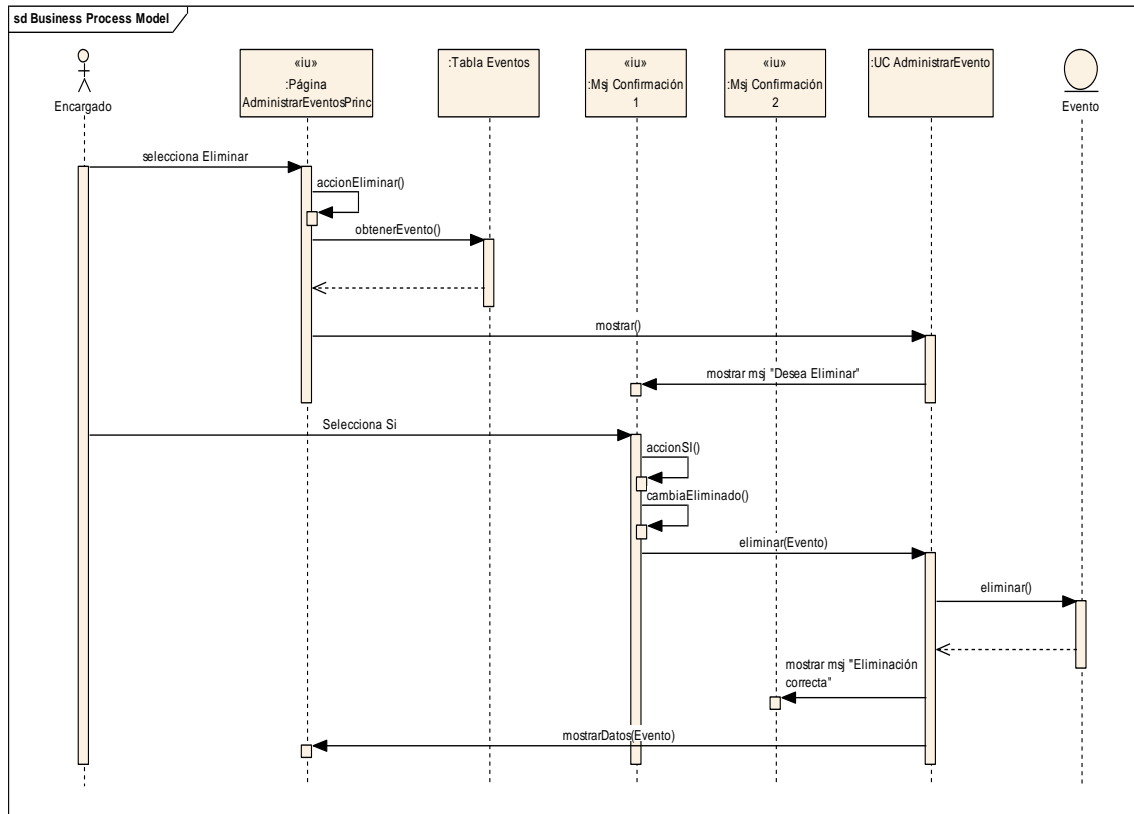 sd Business Process Model
Encargado
«iu»
:Página
AdministrarEventosPrinc
:Tabla Eventos
«iu»
:Msj Confirmación
1
«iu»
:Msj Confirmación
2
:UC AdministrarEvento
Evento
selecciona Eliminar
accionEliminar()
obtenerEvento()
mostrar()
mostrar msj "Desea Eliminar"
Selecciona Si
accionSI()
cambiaEliminado()
eliminar(Evento)
eliminar()
mostrar msj "Eliminación
correcta"
mostrarDatos(Evento)